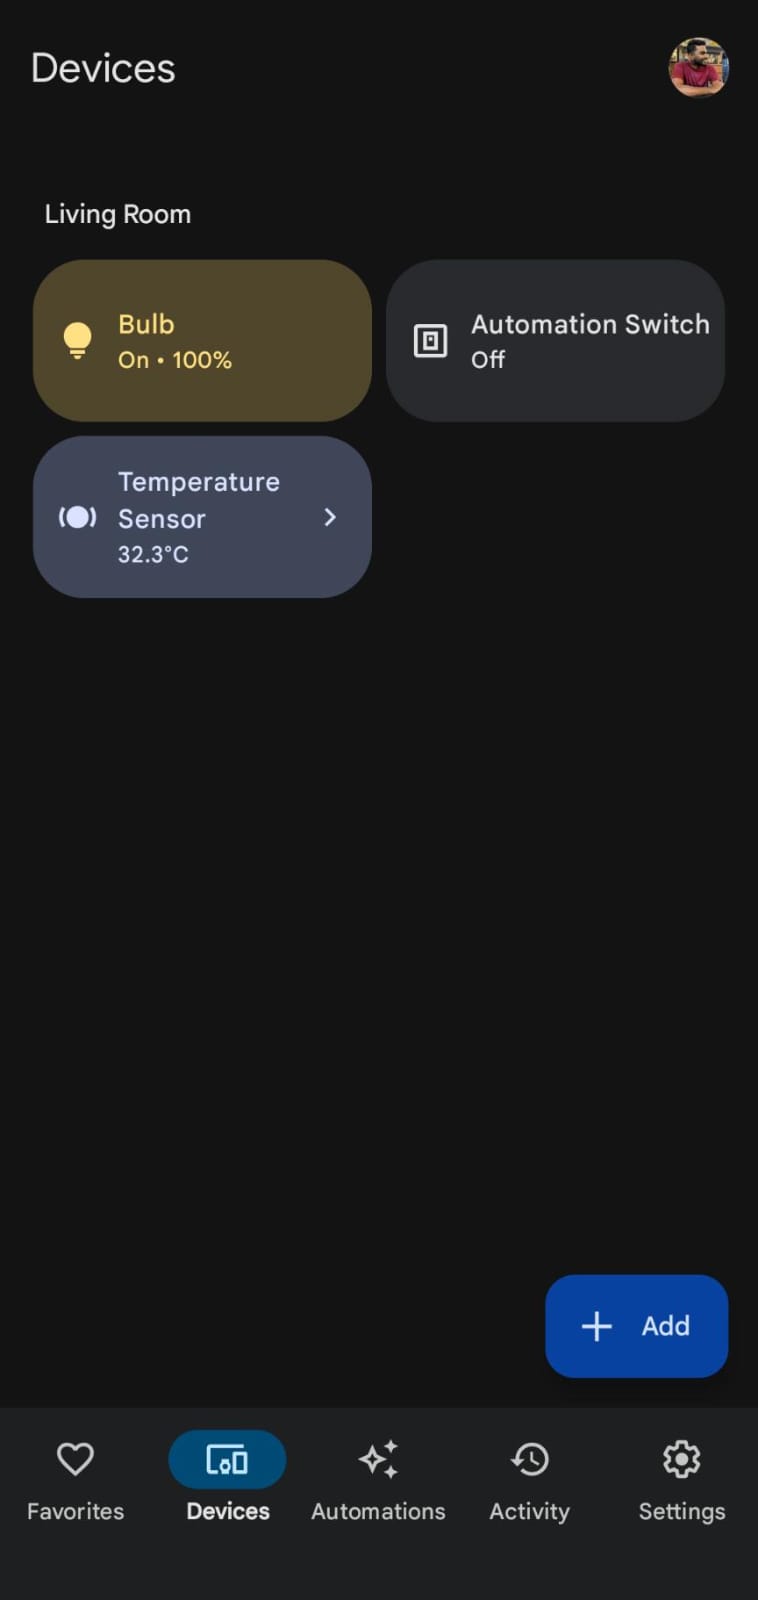 Devices
Living Room
Bulb
On • 100%
Automation Switch
Off
Temperature
Sensor
32.3°C
Add
Favorites
Devices
Automations
Activity
Settings